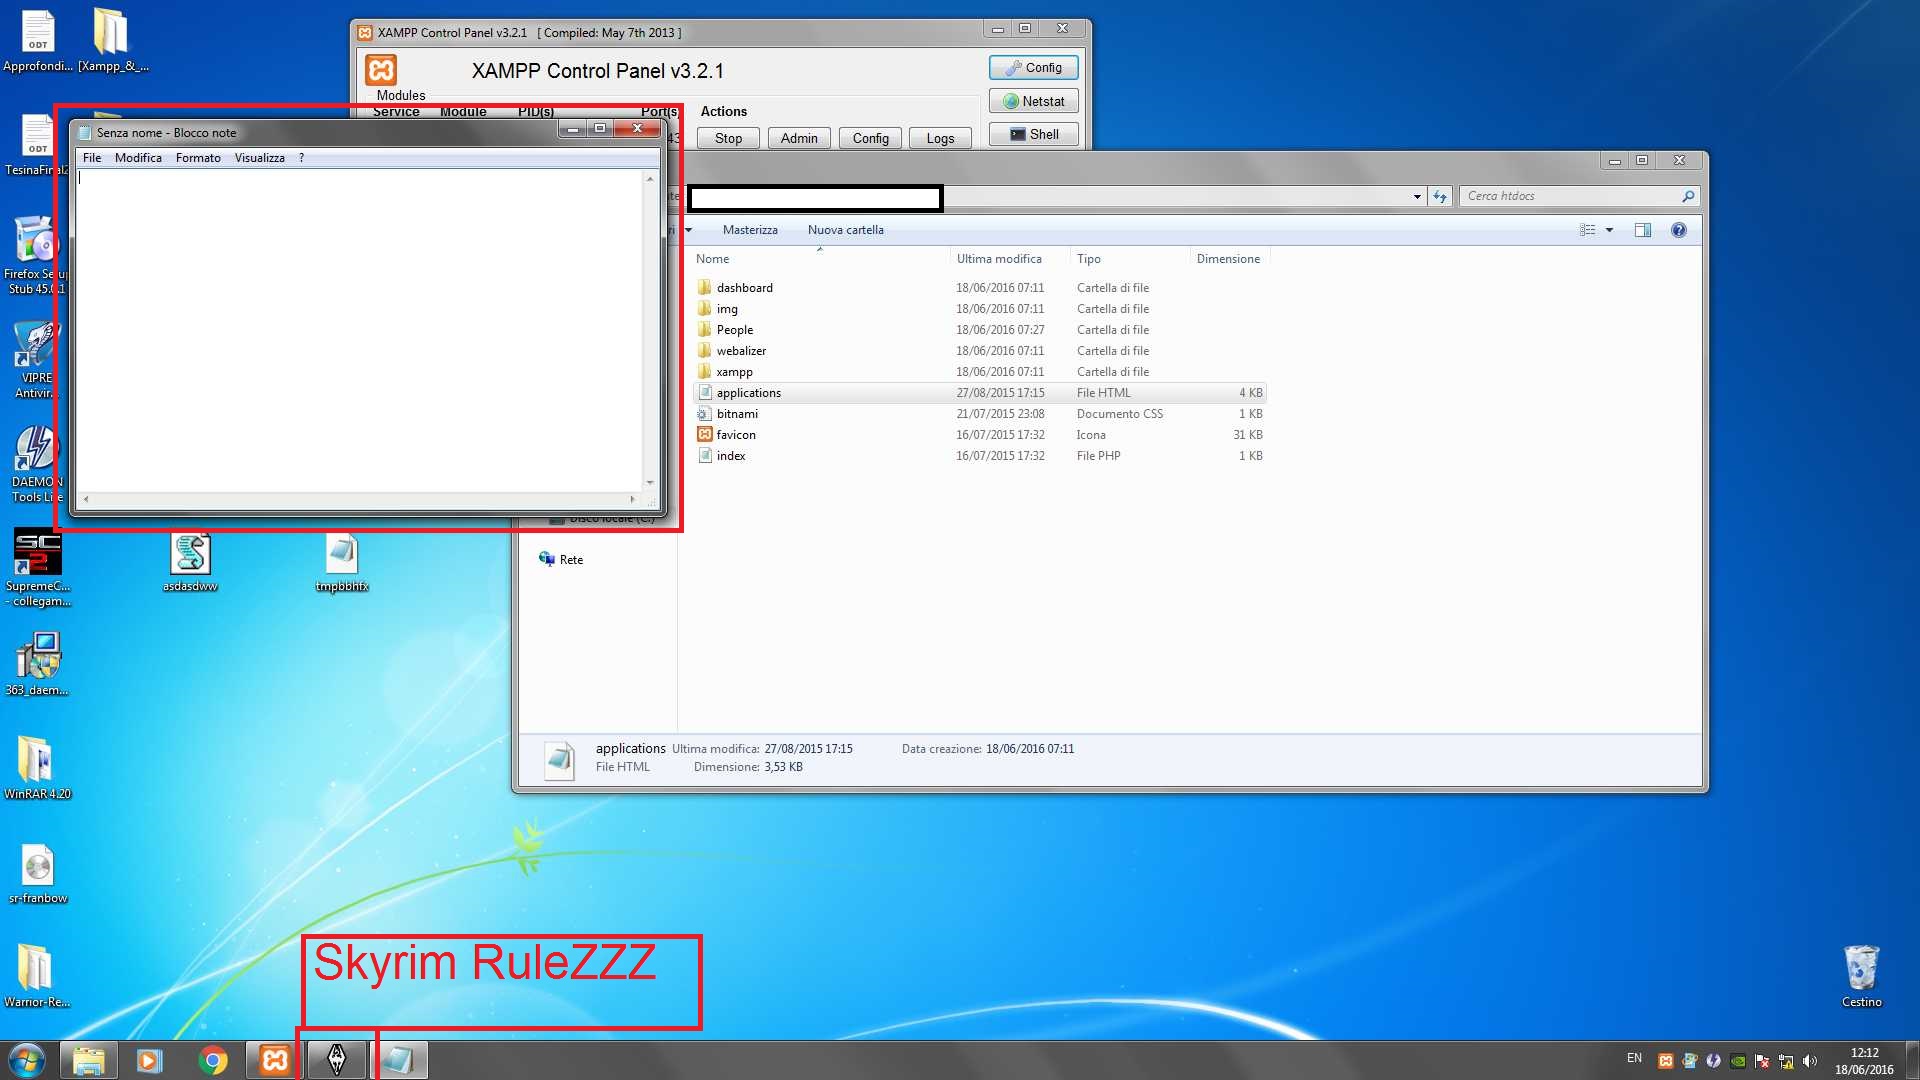 Approfondi...
[Xampp_&_...
TesinaFinal2
Firefox Setup
Stub 45.0.1
VIPRE
Antivir...
DAEMON
Tools Lite
SupremeC...
- collegam...
asdasdww
tmpbbhfx
363_daem...
WinRAR 4.20
sr-franbow
Warrior-Re...
Cestino
XAMPP Control Panel v3.2.1 [ Compiled: May 7th 2013 ]
XAMPP Control Panel v3.2.1
Config
Netstat
Shell
Modules
Service Module PID(s) Port(s) Actions
43 Stop Admin Config Logs
Senza nome - Blocco note
File Modifica Formato Visualizza ?
Cerca htdocs
Masterizza Nuova cartella
Nome Ultima modifica Tipo Dimensione
dashboard 18/06/2016 07:11 Cartella di file
img 18/06/2016 07:11 Cartella di file
People 18/06/2016 07:27 Cartella di file
webalizer 18/06/2016 07:11 Cartella di file
xampp 18/06/2016 07:11 Cartella di file
applications 27/08/2015 17:15 File HTML 4 KB
bitnami 21/07/2015 23:08 Documento CSS 1 KB
favicon 16/07/2015 17:32 Icona 31 KB
index 16/07/2015 17:32 File PHP 1 KB
Disco locale (C:)
Rete
applications Ultima modifica: 27/08/2015 17:15 Data creazione: 18/06/2016 07:11
File HTML Dimensione: 3,53 KB
Skyrim RuleZZZ
EN
12:12
18/06/2016